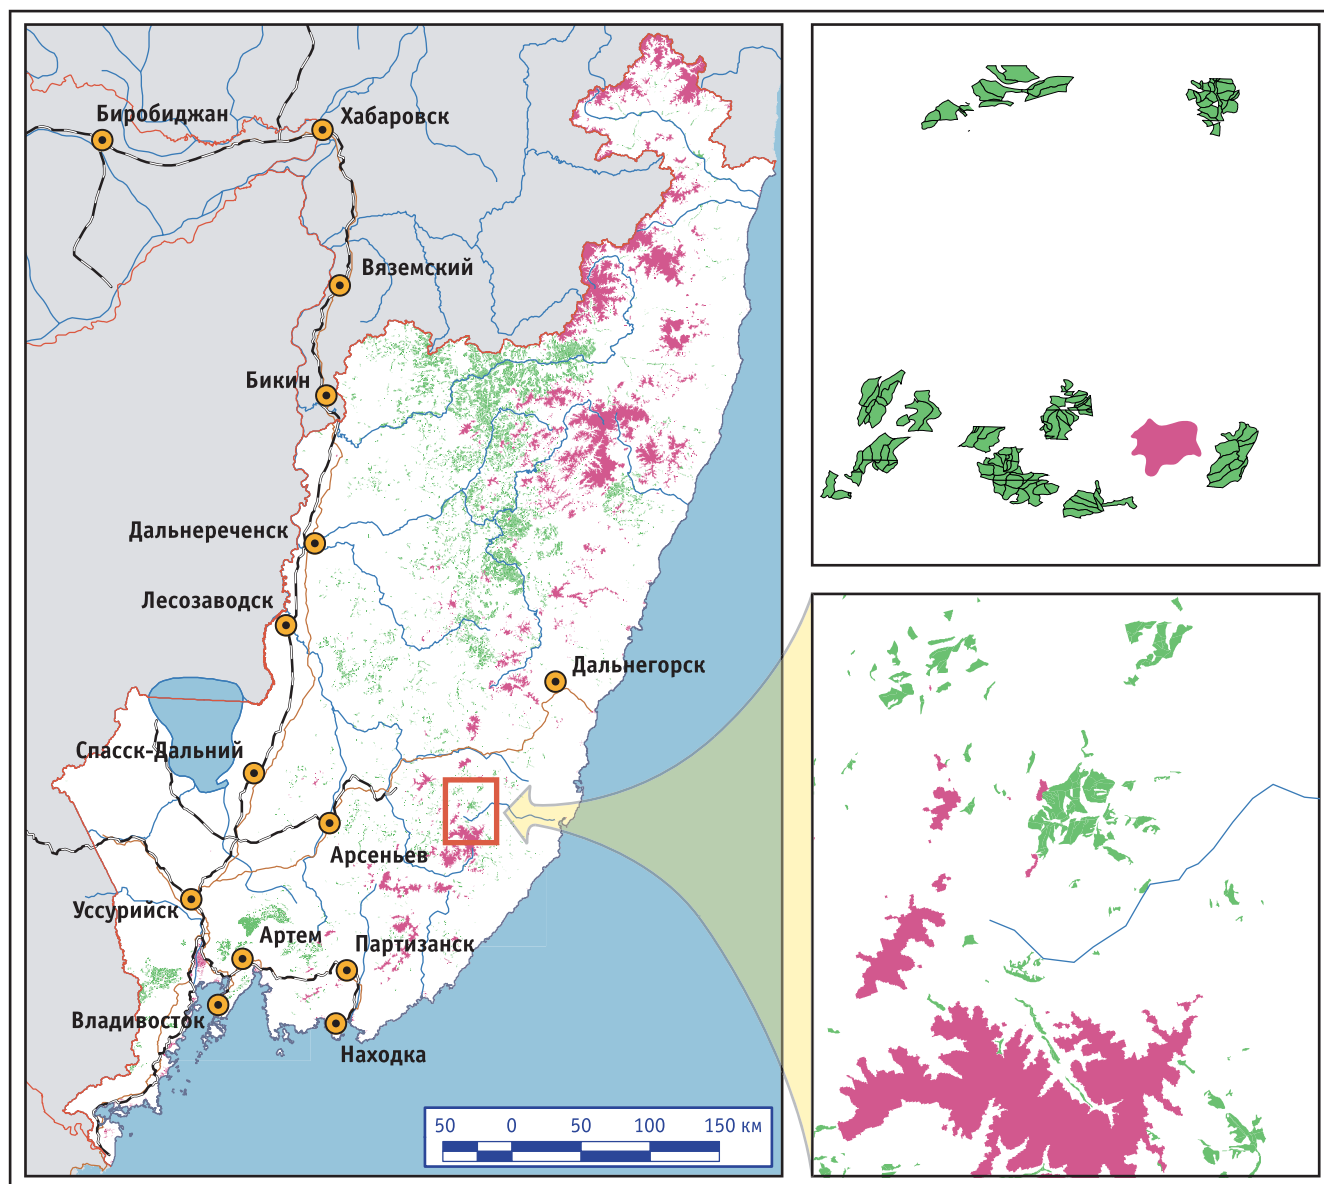 Биробиджан
Хабаровск
Вяземский
Бикин
Дальнереченск
Лесозаводск
Дальнегорск
Спасск-Дальний
Арсеньев
Уссурийск
Артем
Партизанск
Владивосток
Находка
50 0 50 100 150 км